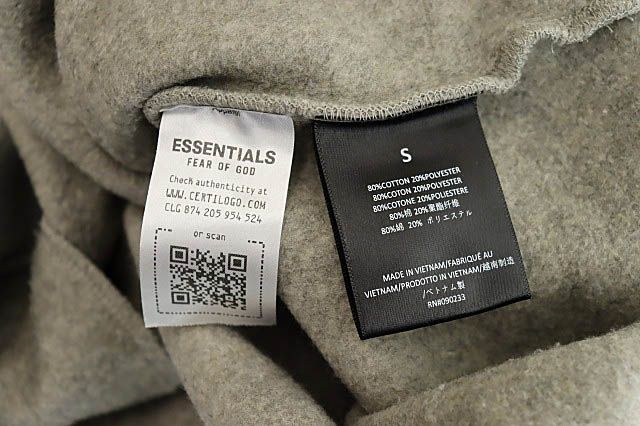 ESSENTIALS
FEAR OF GOD
Check authenticity at
WWW.CERTILOGO.COM
CLG 874 205 954 524
or scan
S
80%COTTON 20%POLYESTER
80%COTTON 20%POLYESTER
80%COTONE 20%POLIESTERE
80%棉 20%聚酯纤维
80%綿 20% ポリエステル
MADE IN VIETNAM/FABRIQUÉ AU
VIETNAM/PRODOTTO IN VIETNAM/越南制造
/ベトナム製
RN#090233